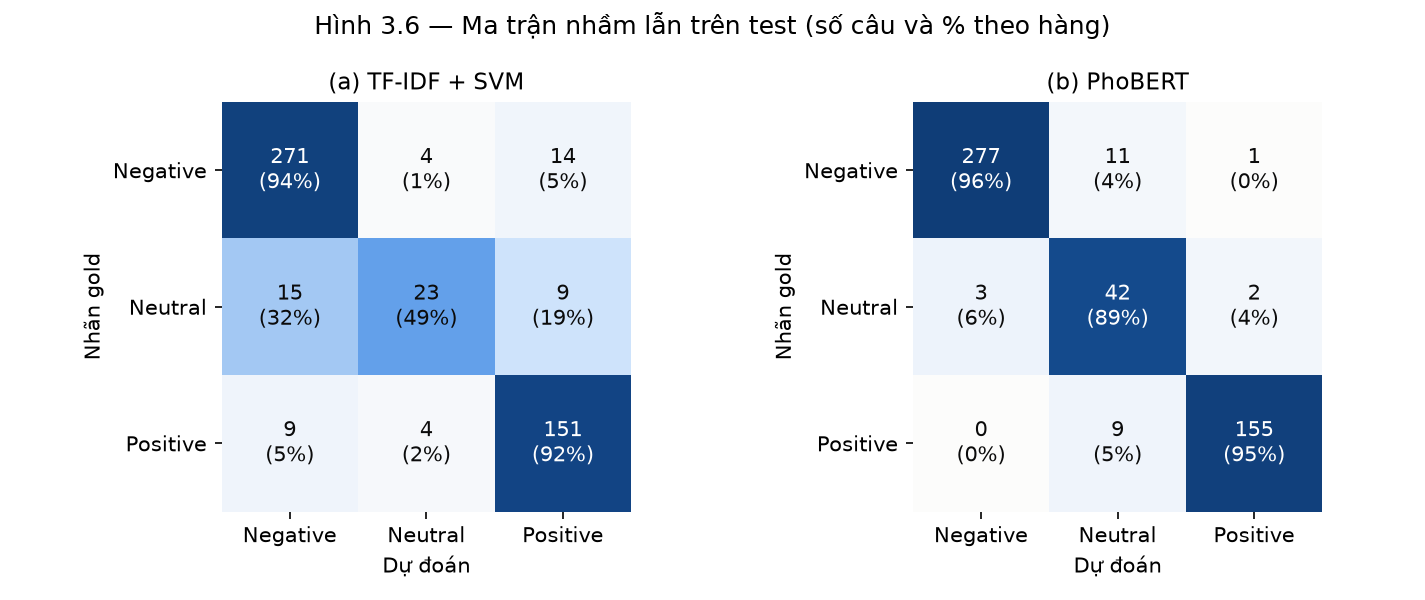 Hình 3.6 — Ma trận nhầm lẫn trên test (số câu và % theo hàng)
(a) TF-IDF + SVM
Nhãn gold
Negative
271
(94%)
4
(1%)
14
(5%)
Neutral
15
(32%)
23
(49%)
9
(19%)
Positive
9
(5%)
4
(2%)
151
(92%)
Negative
Neutral
Positive
Dự đoán
(b) PhoBERT
Nhãn gold
Negative
277
(96%)
11
(4%)
1
(0%)
Neutral
3
(6%)
42
(89%)
2
(4%)
Positive
0
(0%)
9
(5%)
155
(95%)
Negative
Neutral
Positive
Dự đoán